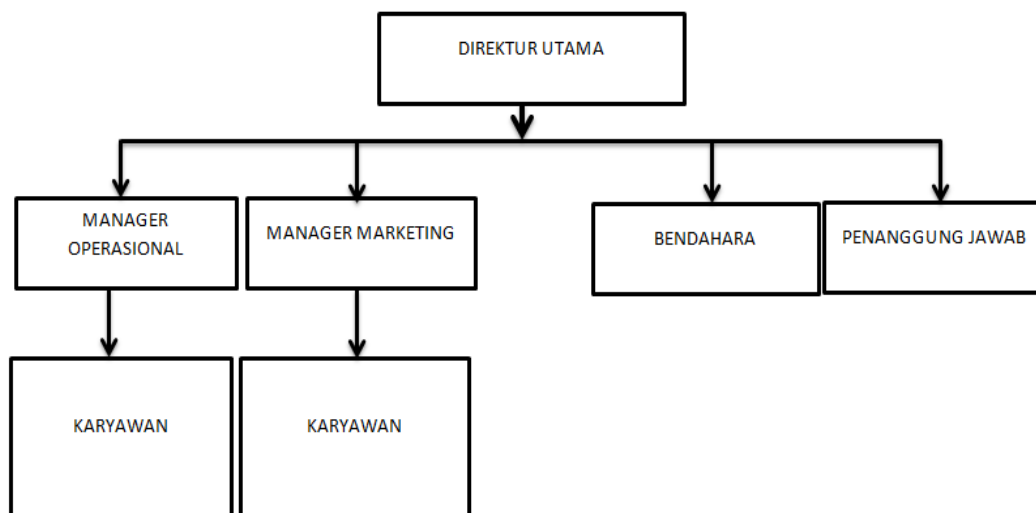 DIREKTUR UTAMA
MANAGER
OPERASIONAL
MANAGER MARKETING
BENDAHARA
PENANGGUNG JAWAB
KARYAWAN
KARYAWAN